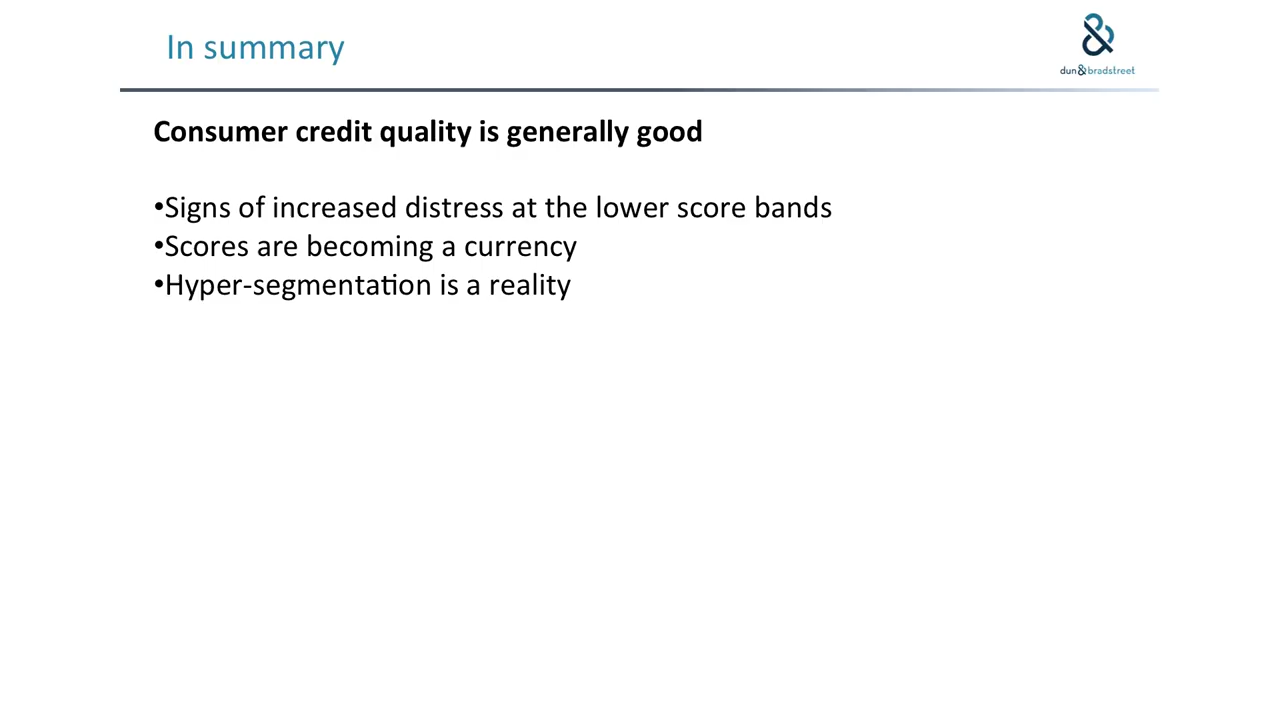 In summary
&
dun&bradstreet
Consumer credit quality is generally good
•Signs of increased distress at the lower score bands
•Scores are becoming a currency
•Hyper-segmentation is a reality